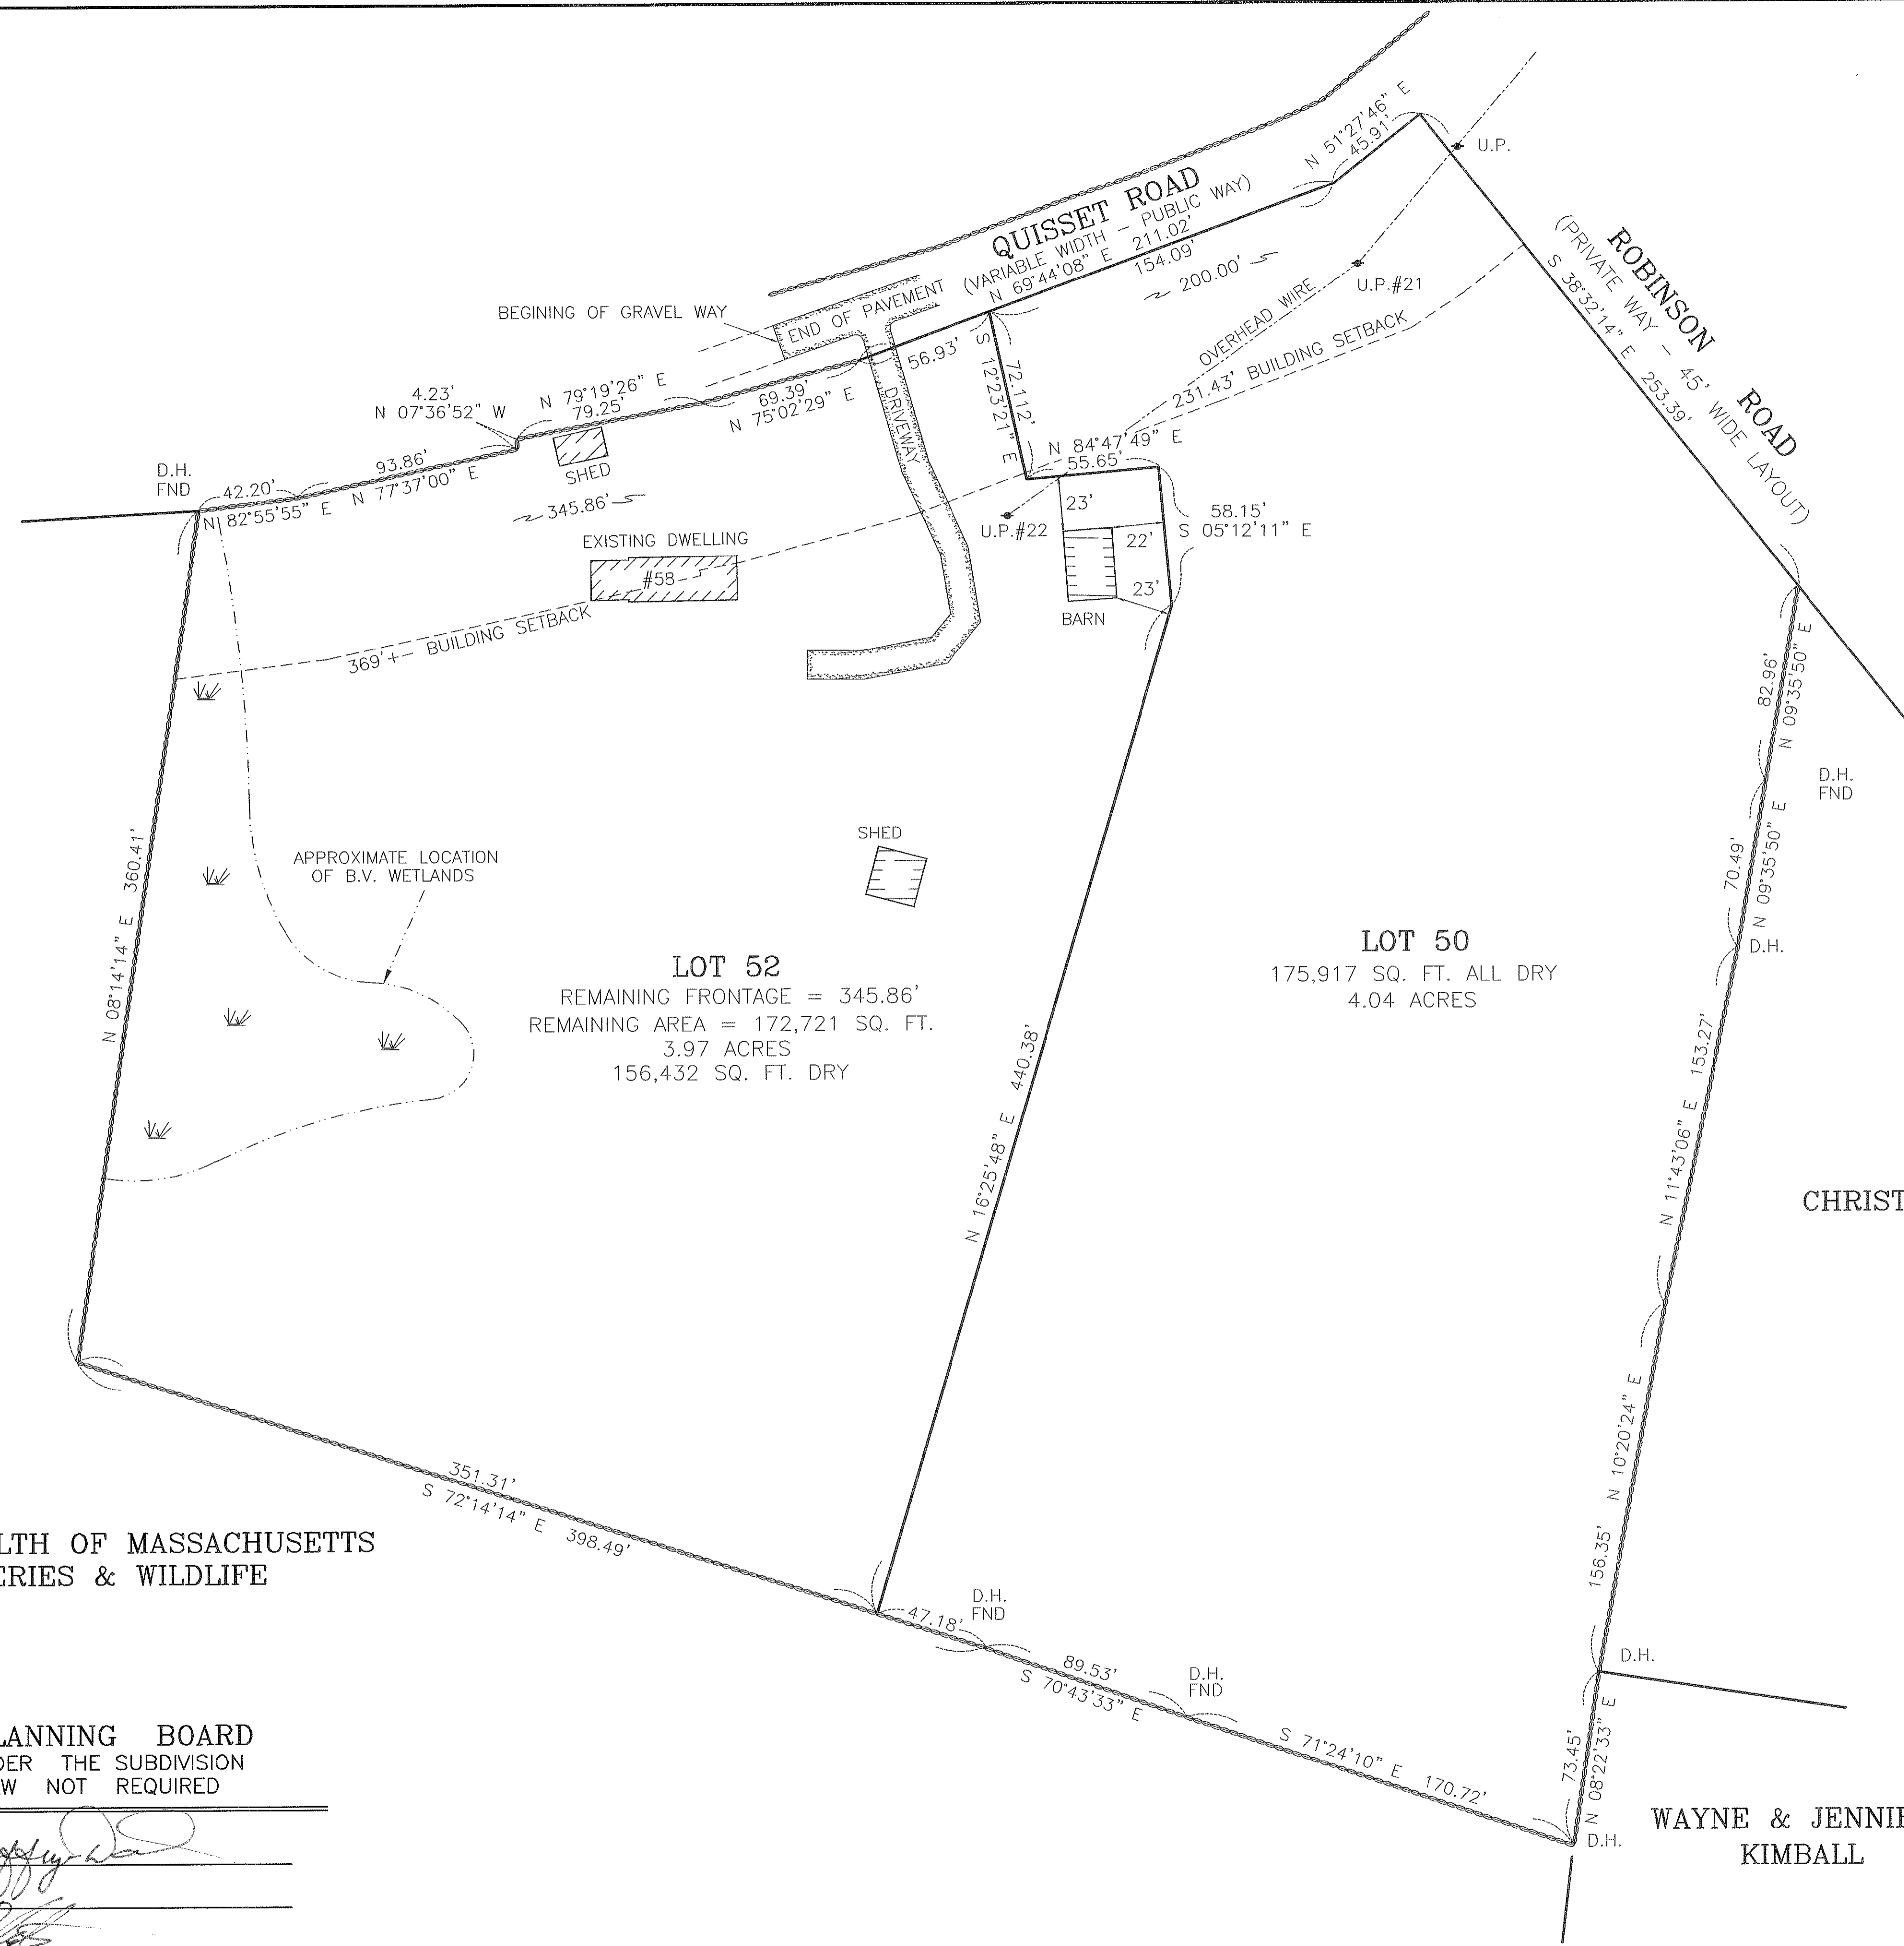 N 51°27'46" E
45.91'
U.P.
QUISSET ROAD
(VARIABLE WIDTH - PUBLIC WAY)
N 69°44'08" E 211.02'
154.09'
200.00'
U.P.#21
OVERHEAD WIRE
231.43' BUILDING SETBACK
ROBINSON ROAD
(PRIVATE WAY - 45' WIDE LAYOUT)
S 38°32'14" E 253.39'
BEGINING OF GRAVEL WAY
END OF PAVEMENT
56.93'
DRIVEWAY
S 12°23'21" E
72.112'
4.23'
N 07°36'52" W
N 79°19'26" E
79.25'
69.39'
N 75°02'29" E
SHED
D.H.
FND
42.20'
N 82°55'55" E
93.86'
N 77°37'00" E
345.86'
N 84°47'49" E
55.65'
23'
U.P.#22
22'
23'
BARN
58.15'
S 05°12'11" E
EXISTING DWELLING
#58
369'+- BUILDING SETBACK
82.96'
N 09°35'50" E
D.H.
FND
70.49'
N 09°35'50" E
D.H.
N 08°14'14" E 360.41'
APPROXIMATE LOCATION
OF B.V. WETLANDS
SHED
LOT 52
REMAINING FRONTAGE = 345.86'
REMAINING AREA = 172,721 SQ. FT.
3.97 ACRES
156,432 SQ. FT. DRY
LOT 50
175,917 SQ. FT. ALL DRY
4.04 ACRES
N 16°25'48" E 440.38'
N 11°43'06" E 153.27'
CHRIST
156.35' N 10°20'24" E
351.31'
S 72°14'14" E 398.49'
LTH OF MASSACHUSETTS
ERIES & WILDLIFE
47.18'
D.H.
FND
89.53'
S 70°43'33" E
D.H.
FND
S 71°24'10" E 170.72'
D.H.
73.45'
N 08°22'33" E
D.H.
WAYNE & JENNI
KIMBALL
LANNING BOARD
DER THE SUBDIVISION
AW NOT REQUIRED